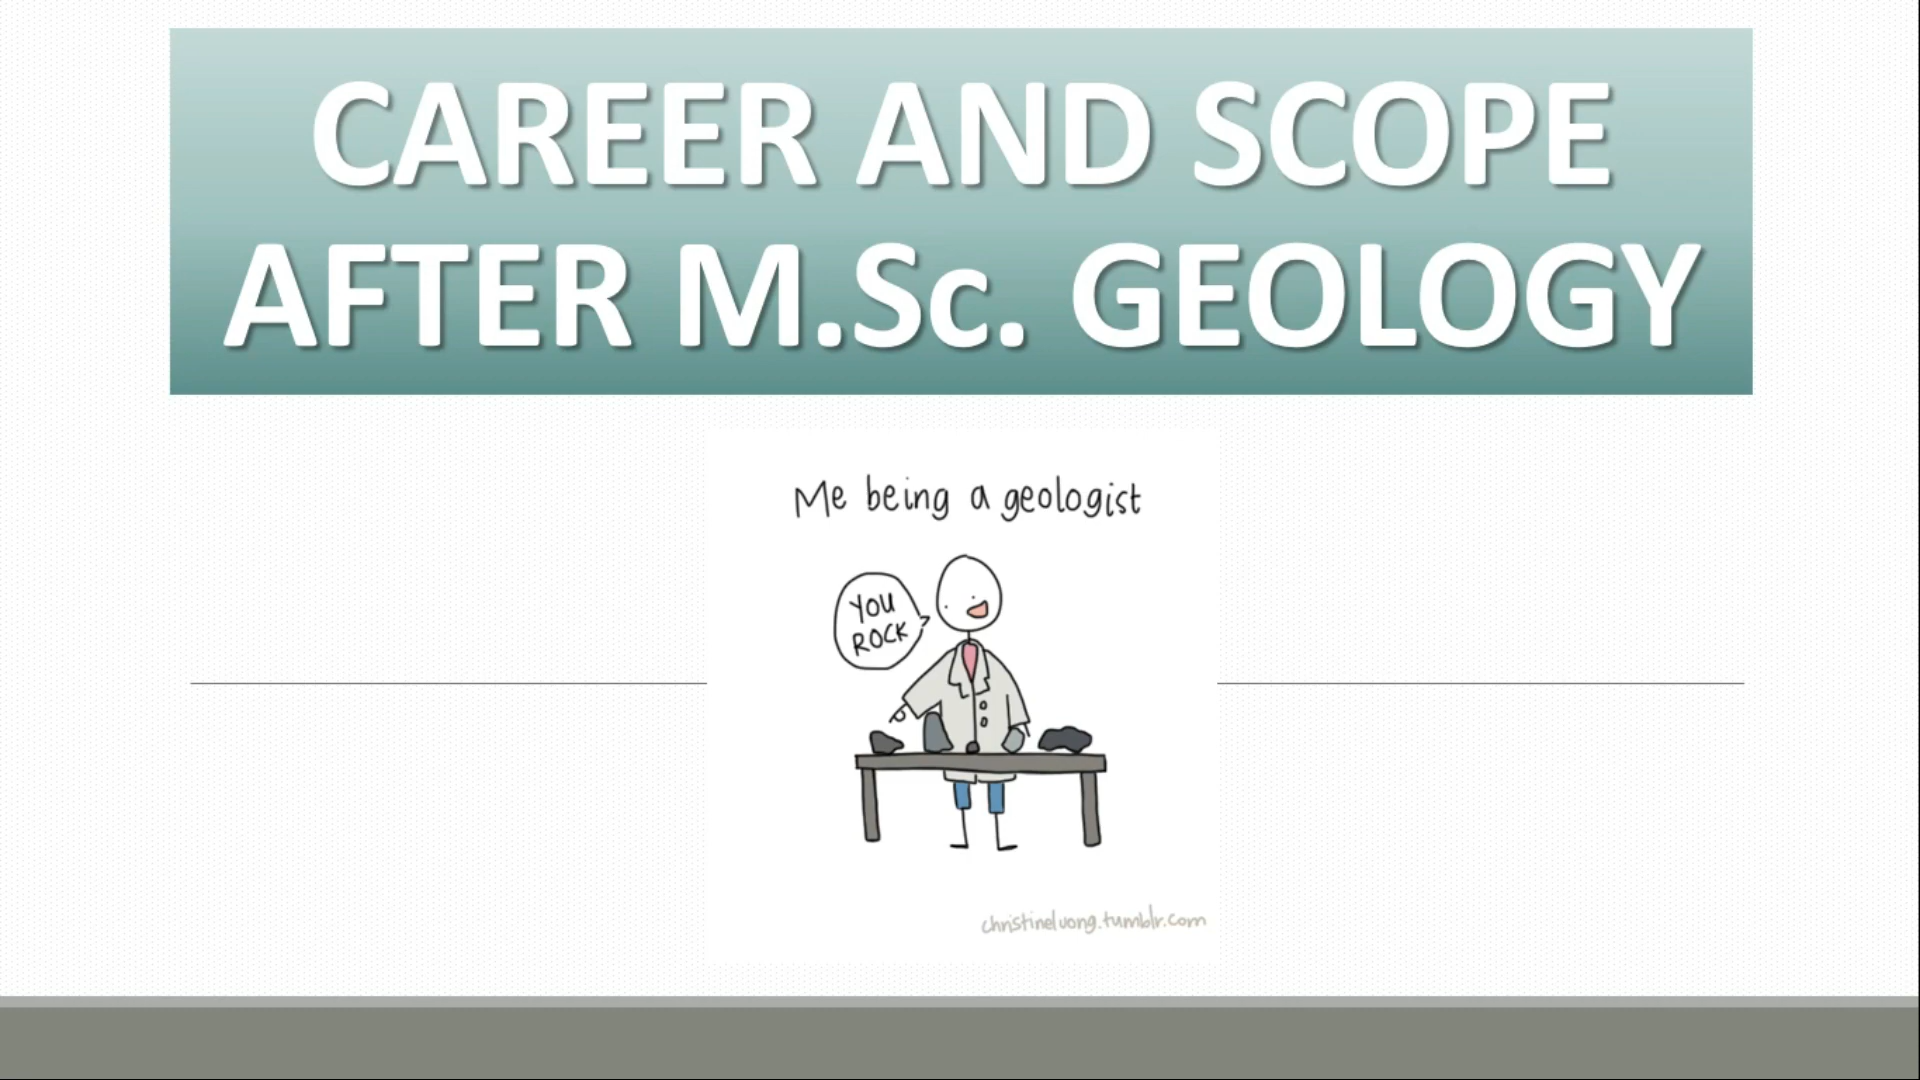 CAREER AND SCOPE
AFTER M.Sc. GEOLOGY
Me being a geologist
YOU
ROCK
christineluong.tumblr.com